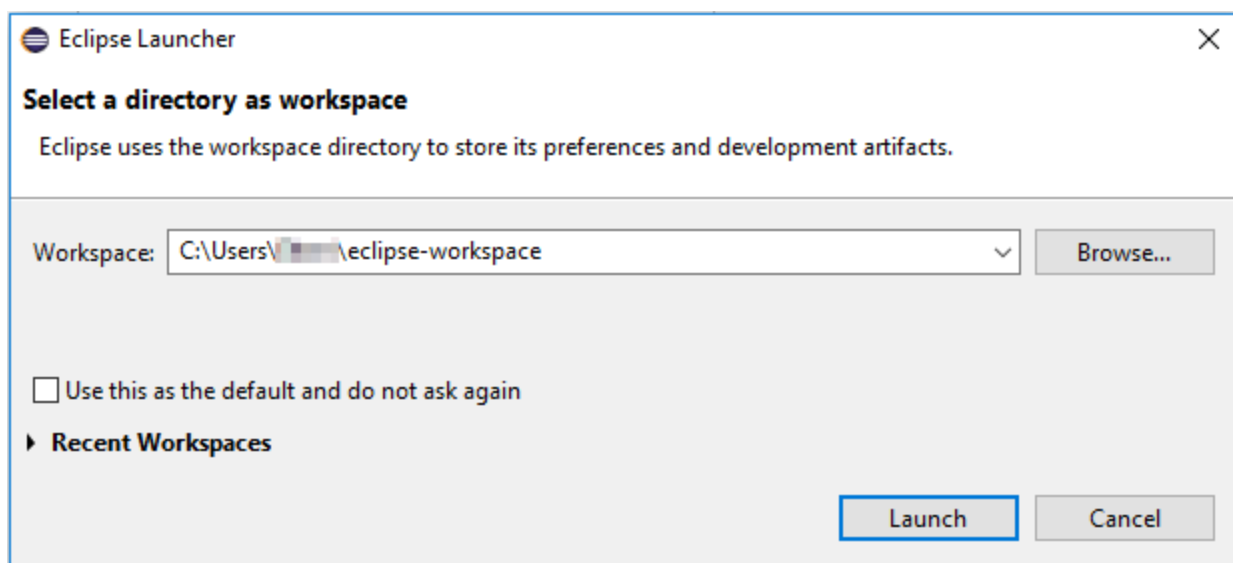 Eclipse Launcher
Select a directory as workspace
Eclipse uses the workspace directory to store its preferences and development artifacts.
Workspace: C:\Users\ \eclipse-workspace Browse...
Use this as the default and do not ask again
Recent Workspaces
Launch Cancel